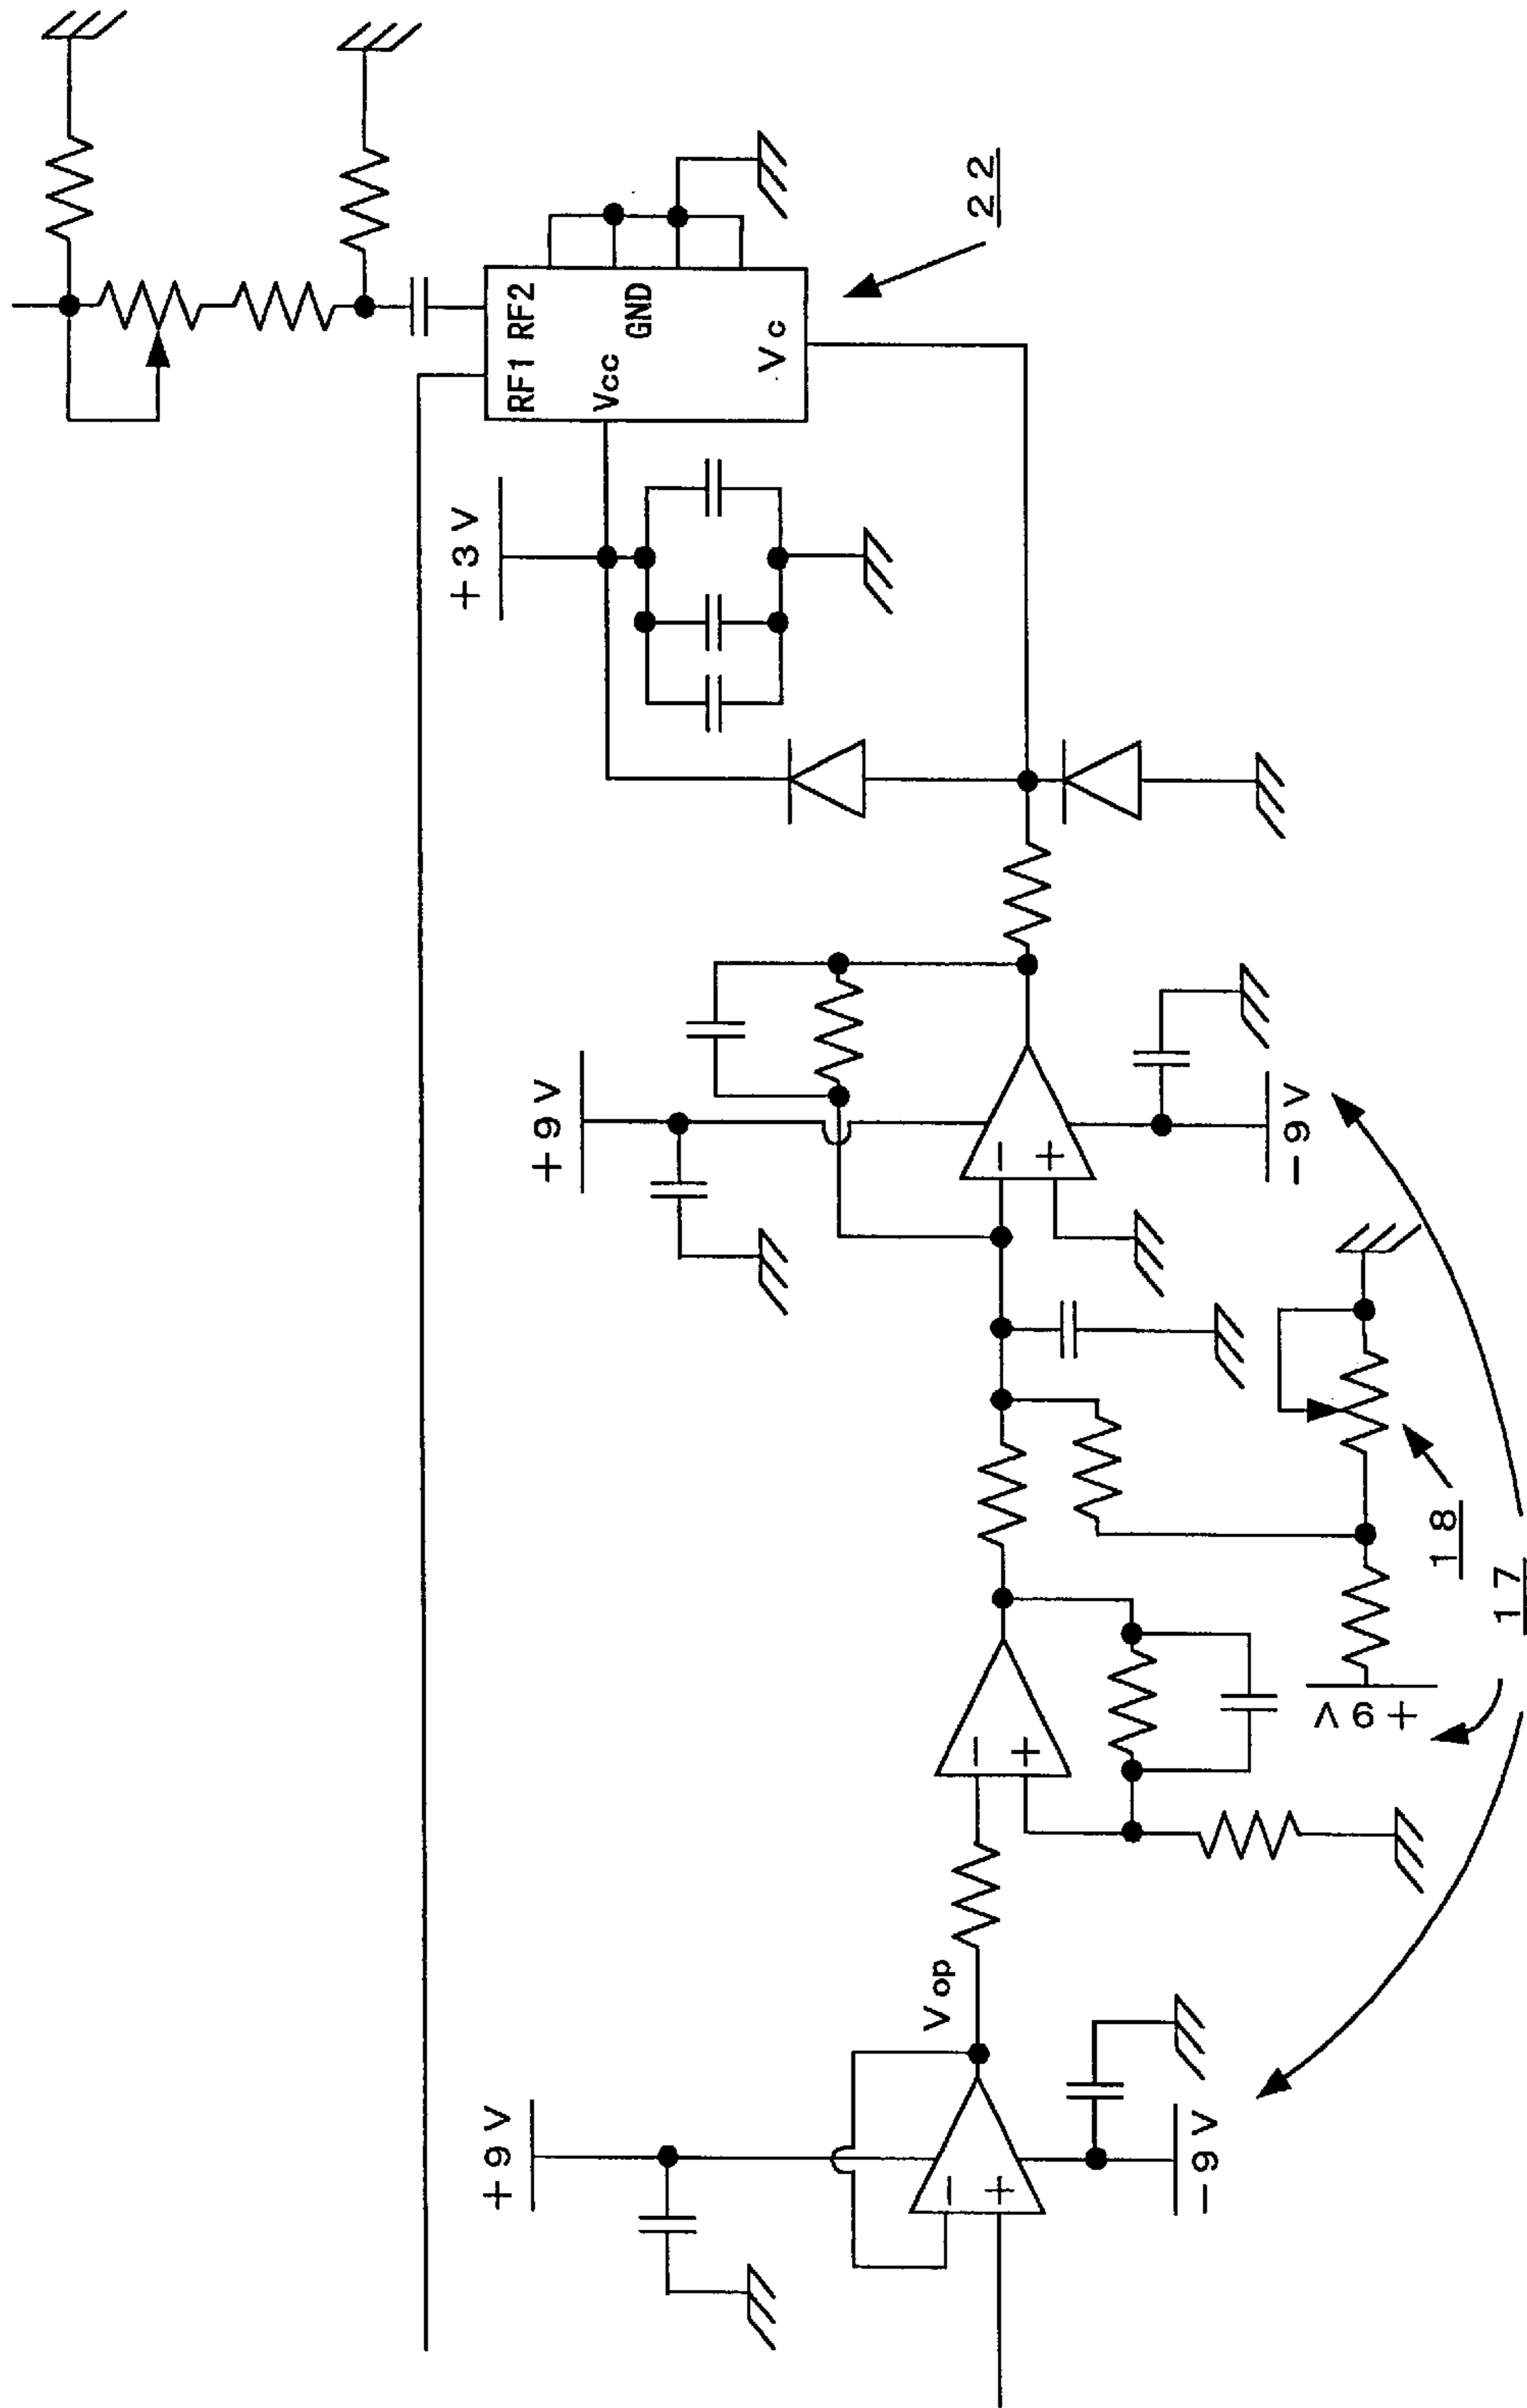 RF1 RF2
Vcc
GND
Vc
22
+3V
+9V
-9V
18
17
+9V
Vop
+9V
-9V